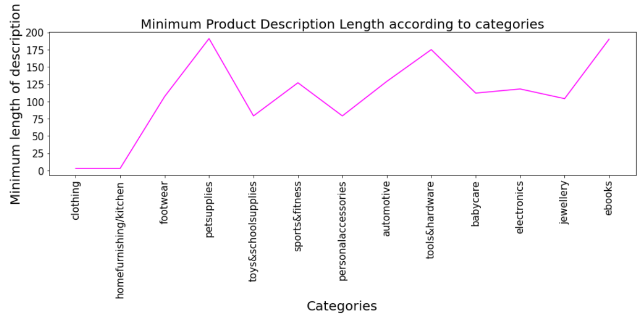 Minimum Product Description Length according to categories
Minimum length of description
200
175
150
125
100
75
50
25
0
clothing
homefurnishing/kitchen
footwear
petsupplies
toys&schoolsupplies
sports&fitness
personalaccessories
automotive
tools&hardware
babycare
electronics
jewellery
ebooks
Categories